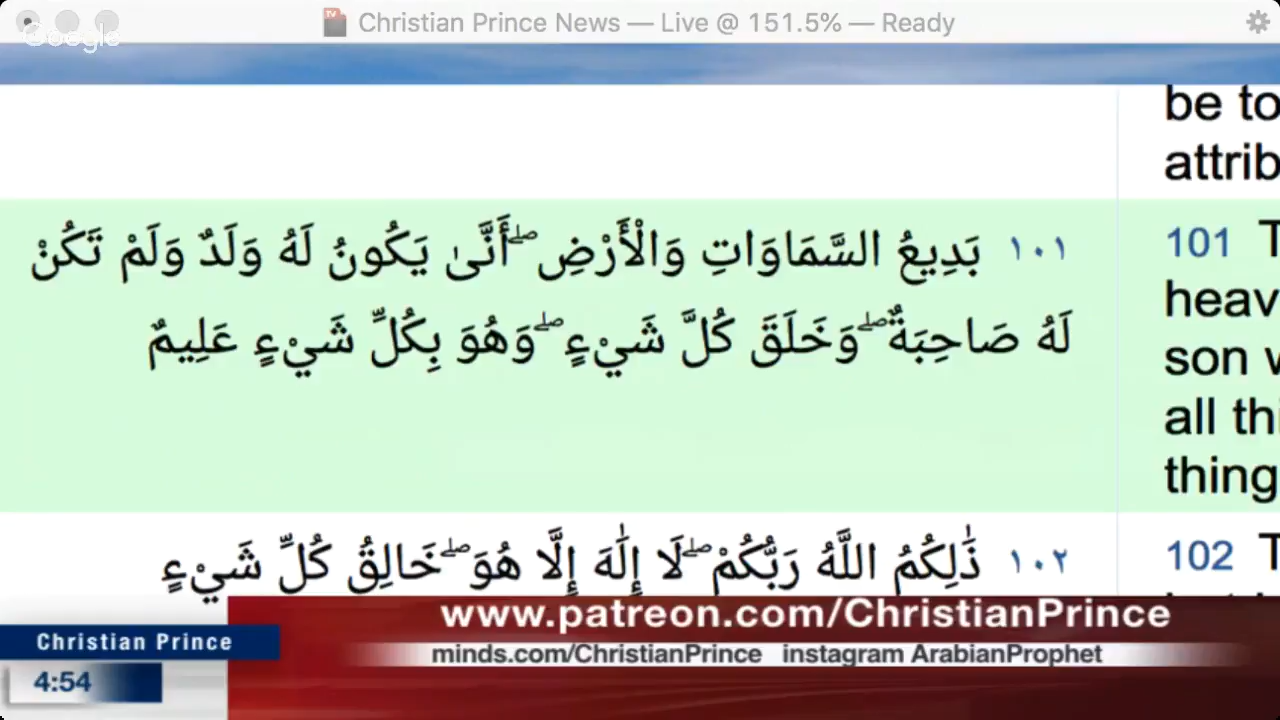 Christian Prince News — Live @ 151.5% — Ready
Google
be to
attrib
١٠١ بَدِيعُ السَّمَاوَاتِ وَالْأَرْضِ ۖ أَنَّىٰ يَكُونُ لَهُ وَلَدٌ وَلَمْ تَكُنْ
لَهُ صَاحِبَةٌ ۖ وَخَلَقَ كُلَّ شَيْءٍ ۖ وَهُوَ بِكُلِّ شَيْءٍ عَلِيمٌ
101 T
heav
son w
all thi
thing
١٠٢ ذَٰلِكُمُ اللَّهُ رَبُّكُمْ ۖ لَا إِلَٰهَ إِلَّا هُوَ ۖ خَالِقُ كُلِّ شَيْءٍ
102 T
www.patreon.com/ChristianPrince
Christian Prince
minds.com/ChristianPrince instagram ArabianProphet
4:54